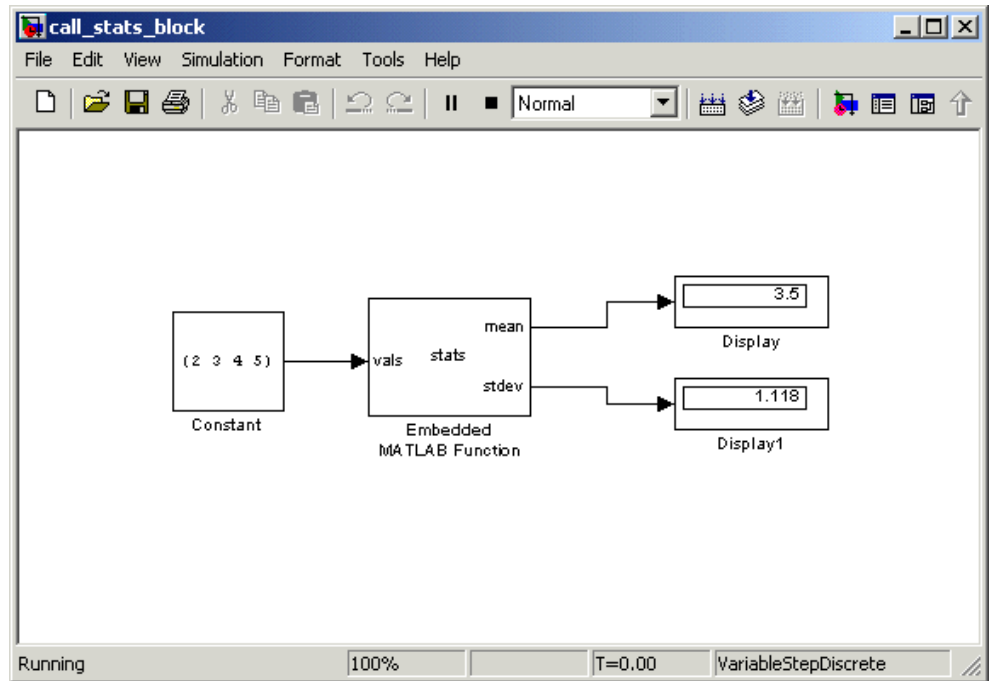 call_stats_block
File Edit View Simulation Format Tools Help
Normal
3.5
mean
Display
(2 3 4 5)
vals
stats
stdev
1.118
Constant
Embedded
MATLAB Function
Display1
Running 100% T=0.00 VariableStepDiscrete